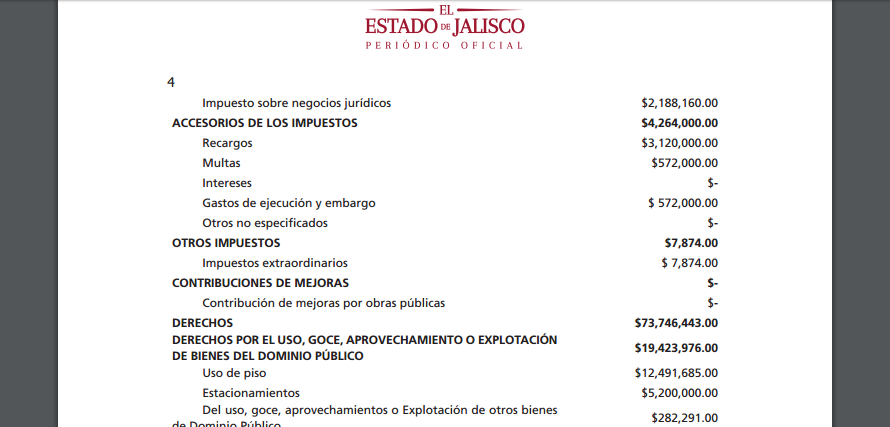 EL
ESTADO DE JALISCO
PERIÓDICO OFICIAL
4
Impuesto sobre negocios jurídicos $2,188,160.00
ACCESORIOS DE LOS IMPUESTOS $4,264,000.00
Recargos $3,120,000.00
Multas $572,000.00
Intereses $-
Gastos de ejecución y embargo $ 572,000.00
Otros no especificados $-
OTROS IMPUESTOS $7,874.00
Impuestos extraordinarios $ 7,874.00
CONTRIBUCIONES DE MEJORAS $-
Contribución de mejoras por obras públicas $-
DERECHOS $73,746,443.00
DERECHOS POR EL USO, GOCE, APROVECHAMIENTO O EXPLOTACIÓN
DE BIENES DEL DOMINIO PÚBLICO $19,423,976.00
Uso de piso $12,491,685.00
Estacionamientos $5,200,000.00
Del uso, goce, aprovechamientos o Explotación de otros bienes
de Dominio Público $282,291.00